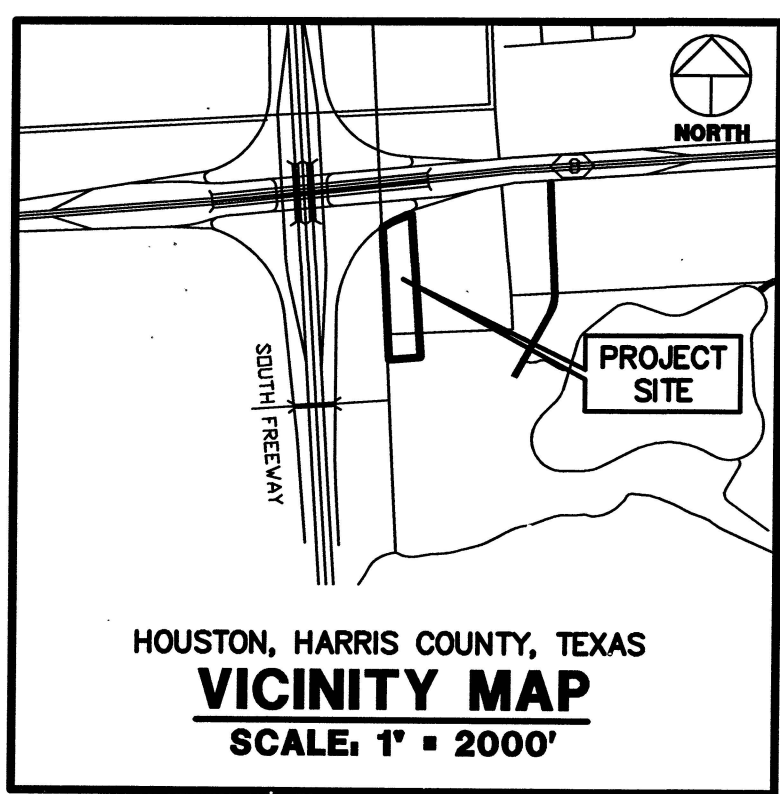 NORTH
8
SOUTH FREEWAY
PROJECT
SITE
HOUSTON, HARRIS COUNTY, TEXAS
VICINITY MAP
SCALE: 1" = 2000'